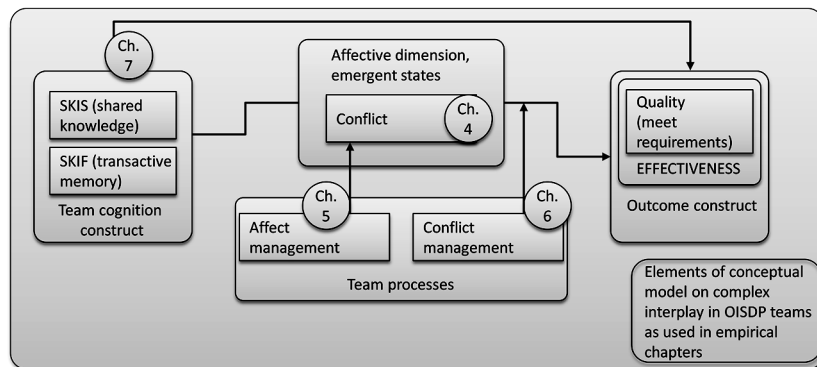 Ch.
7
SKIS (shared
knowledge)
SKIF (transactive
memory)
Team cognition
construct
Affective dimension,
emergent states
Conflict
Ch.
4
Ch.
5
Affect
management
Ch.
6
Conflict
management
Team processes
Quality
(meet
requirements)
EFFECTIVENESS
Outcome construct
Elements of conceptual
model on complex
interplay in OISDP teams
as used in empirical
chapters